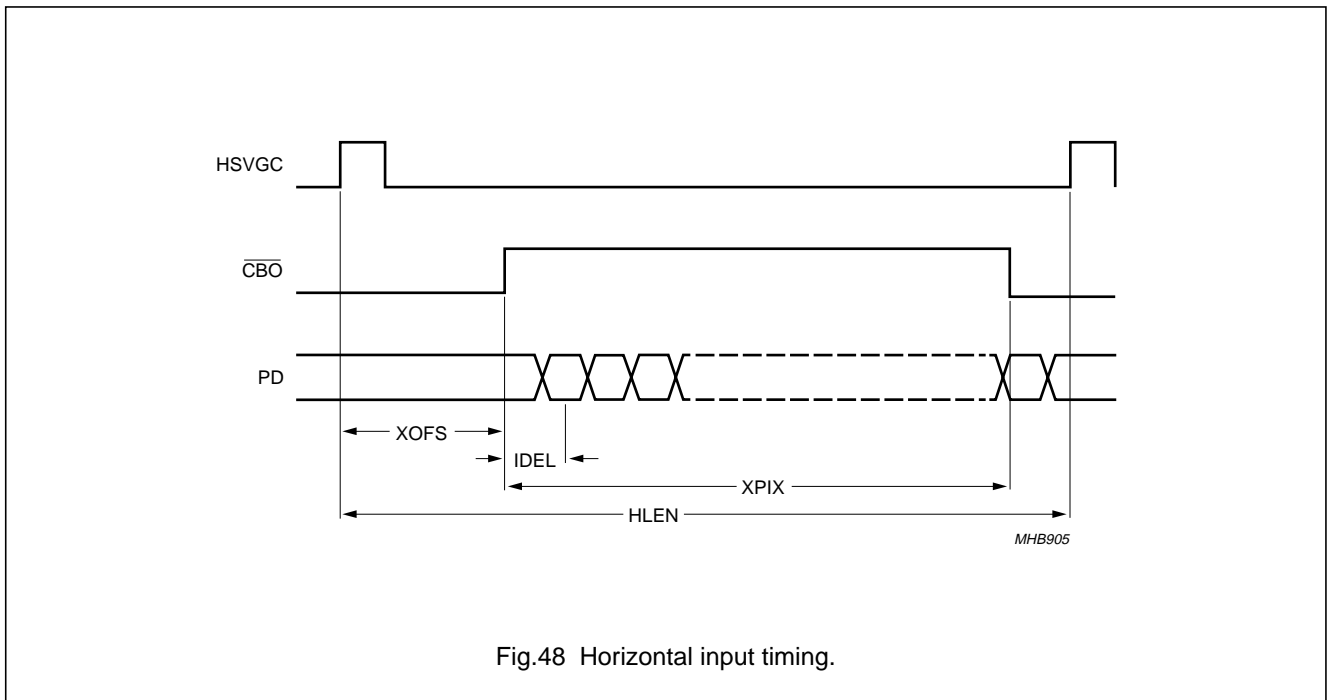 HSVGC
CBO
PD
XOFS
IDEL
XPIX
HLEN
MHB905
Fig.48 Horizontal input timing.